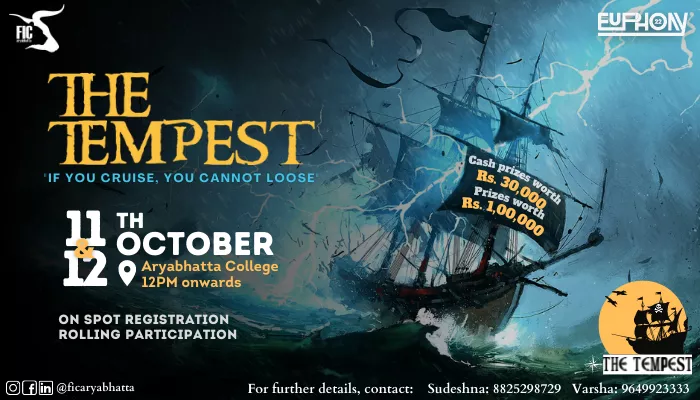 FIC
aryabhatta
EUPHONY
22
THE
TEMPEST
'IF YOU CRUISE, YOU CANNOT LOOSE'
Cash prizes worth
Rs. 30,000
Prizes worth
Rs. 1,00,000
11 & 12 TH
OCTOBER
Aryabhatta College
12PM onwards
ON SPOT REGISTRATION
ROLLING PARTICIPATION
THE TEMPEST
@ficaryabhatta
For further details, contact: Sudeshna: 8825298729 Varsha: 9649923333